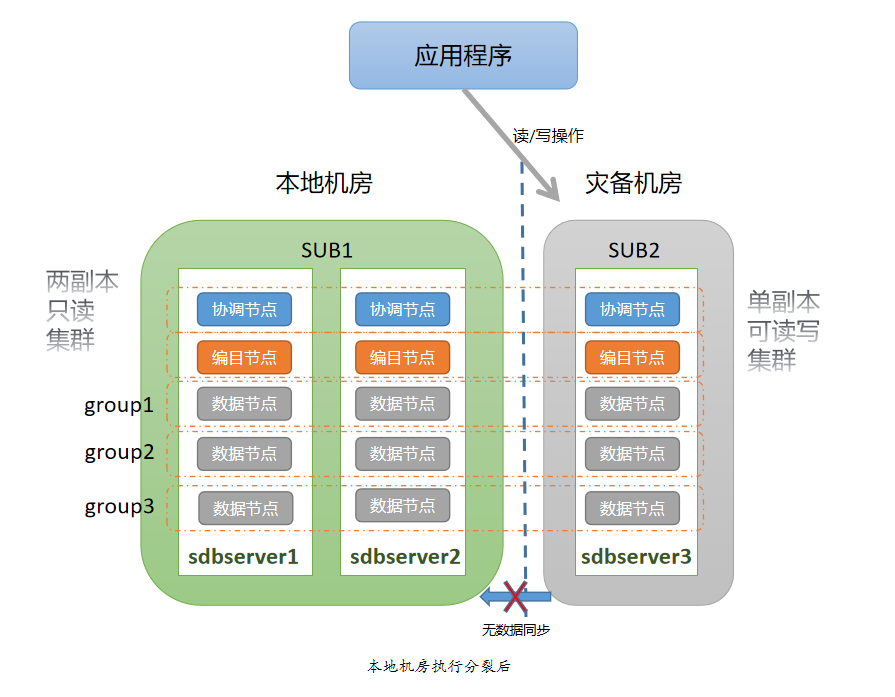 应用程序
读/写操作
本地机房
灾备机房
SUB1
SUB2
两副本
只读
集群
单副本
可读写
集群
协调节点
协调节点
协调节点
编目节点
编目节点
编目节点
group1
数据节点
数据节点
数据节点
group2
数据节点
数据节点
数据节点
group3
数据节点
数据节点
数据节点
sdbserver1
sdbserver2
sdbserver3
无数据同步
本地机房执行分裂后